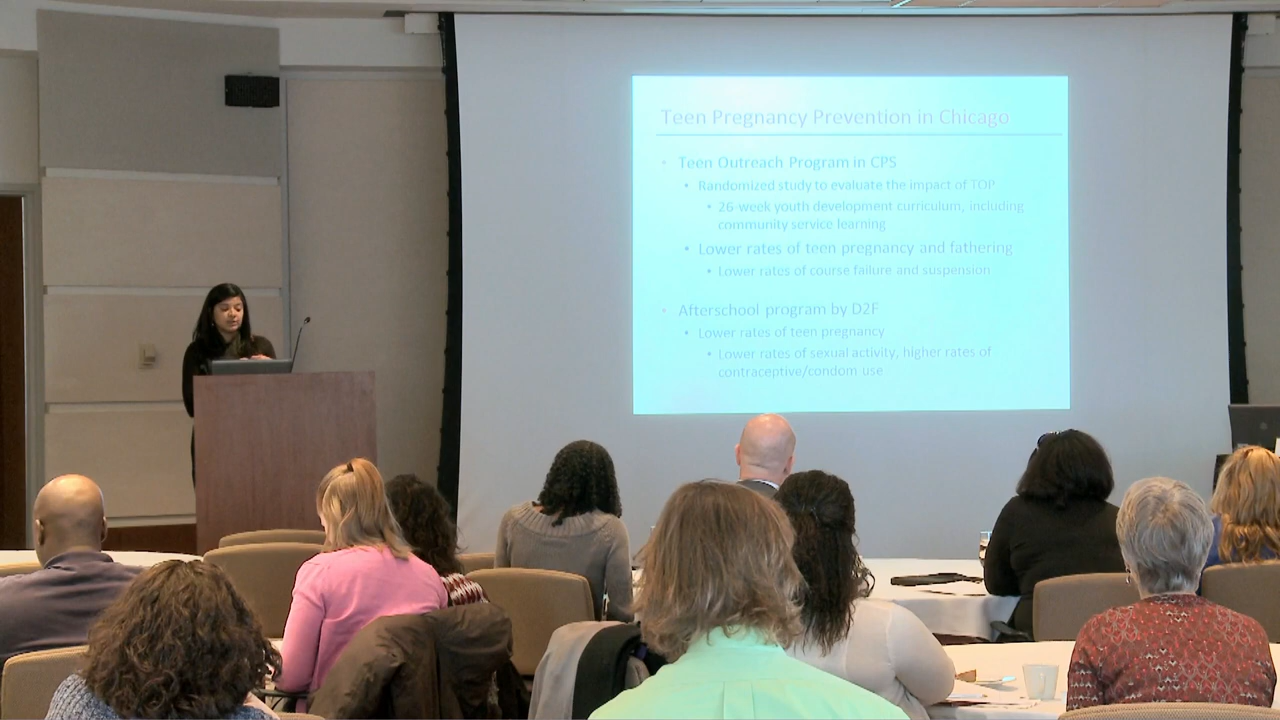 Teen Pregnancy Prevention in Chicago
• Teen Outreach Program in CPS
• Randomized study to evaluate the impact of TOP
• 26-week youth development curriculum, including
community service learning
• Lower rates of teen pregnancy and fathering
• Lower rates of course failure and suspension
• Afterschool program by D2F
• Lower rates of teen pregnancy
• Lower rates of sexual activity, higher rates of
contraceptive/condom use